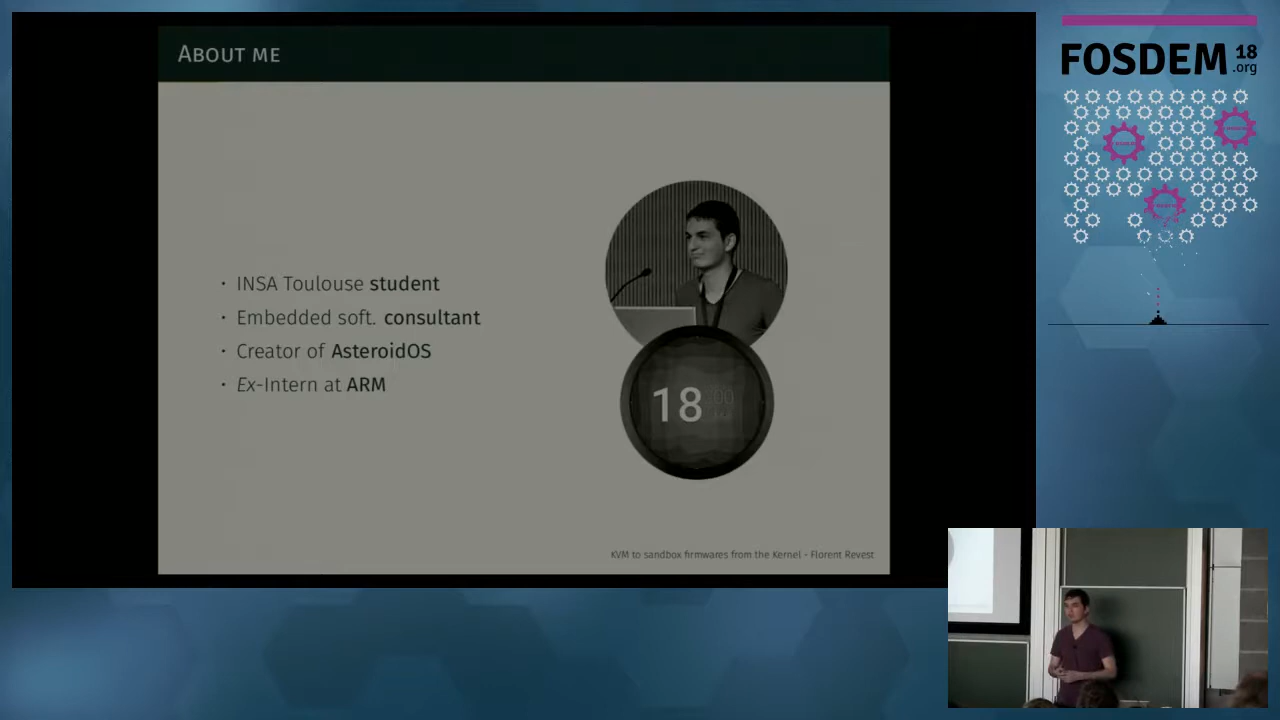 ABOUT ME
· INSA Toulouse student
· Embedded soft. consultant
· Creator of AsteroidOS
· Ex-Intern at ARM
18
:00
KVM to sandbox firmwares from the Kernel - Florent Revest
FOSDEM 18
.org